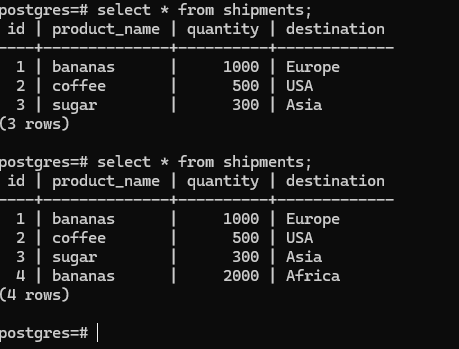 postgres=# select * from shipments;
 id | product_name | quantity | destination
----+--------------+----------+-------------
  1 | bananas      |     1000 | Europe
  2 | coffee       |      500 | USA
  3 | sugar        |      300 | Asia
(3 rows)

postgres=# select * from shipments;
 id | product_name | quantity | destination
----+--------------+----------+-------------
  1 | bananas      |     1000 | Europe
  2 | coffee       |      500 | USA
  3 | sugar        |      300 | Asia
  4 | bananas      |     2000 | Africa
(4 rows)

postgres=#